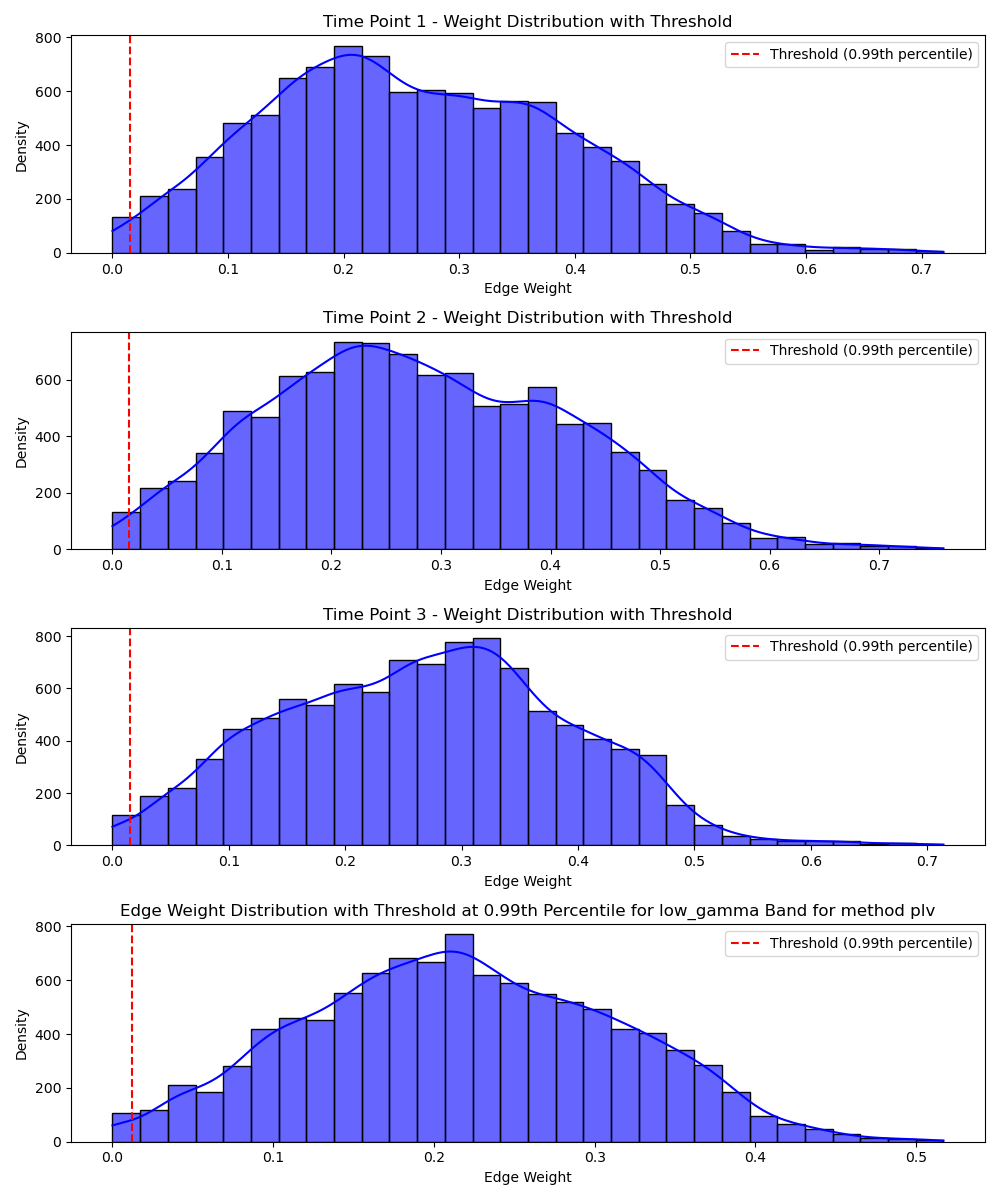 Time Point 1 - Weight Distribution with Threshold
800
600
400
200
0
Density
Threshold (0.99th percentile)
0.0 0.1 0.2 0.3 0.4 0.5 0.6 0.7
Edge Weight
Time Point 2 - Weight Distribution with Threshold
600
400
200
0
Density
Threshold (0.99th percentile)
0.0 0.1 0.2 0.3 0.4 0.5 0.6 0.7
Edge Weight
Time Point 3 - Weight Distribution with Threshold
800
600
400
200
0
Density
Threshold (0.99th percentile)
0.0 0.1 0.2 0.3 0.4 0.5 0.6 0.7
Edge Weight
Edge Weight Distribution with Threshold at 0.99th Percentile for low_gamma Band for method plv
800
600
400
200
0
Density
Threshold (0.99th percentile)
0.0 0.1 0.2 0.3 0.4 0.5
Edge Weight